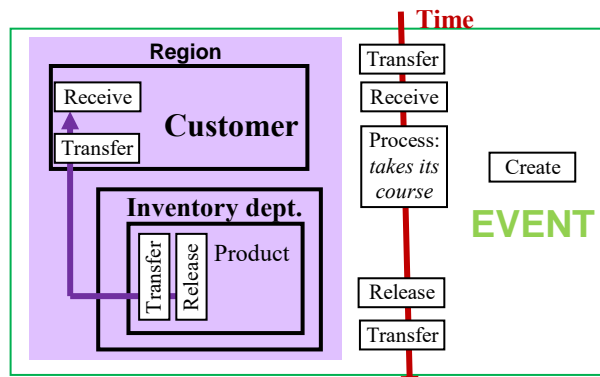 Time
Region
Receive
Customer
Transfer
Inventory dept.
Product
Transfer
Release
Transfer
Receive
Process:
takes its
course
Create
EVENT
Release
Transfer